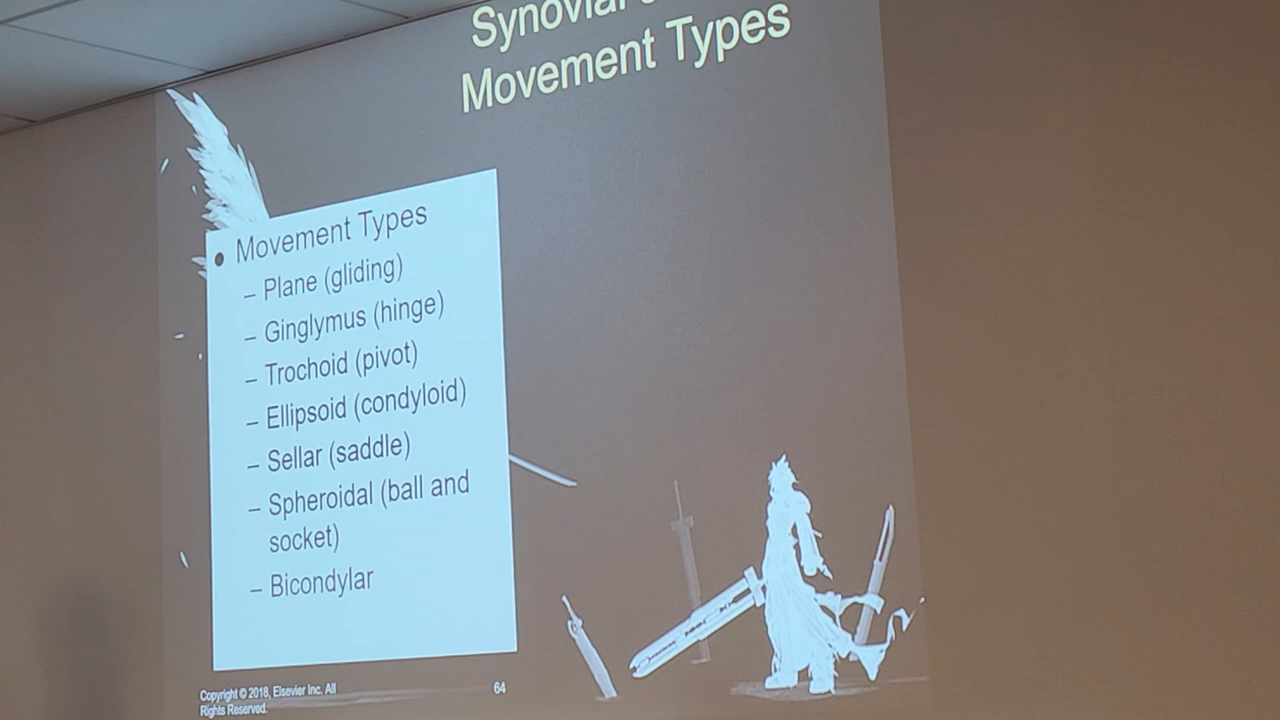 Synovial
Movement Types
• Movement Types
– Plane (gliding)
– Ginglymus (hinge)
– Trochoid (pivot)
– Ellipsoid (condyloid)
– Sellar (saddle)
– Spheroidal (ball and
socket)
– Bicondylar
Copyright © 2018, Elsevier Inc. All
Rights Reserved.
64